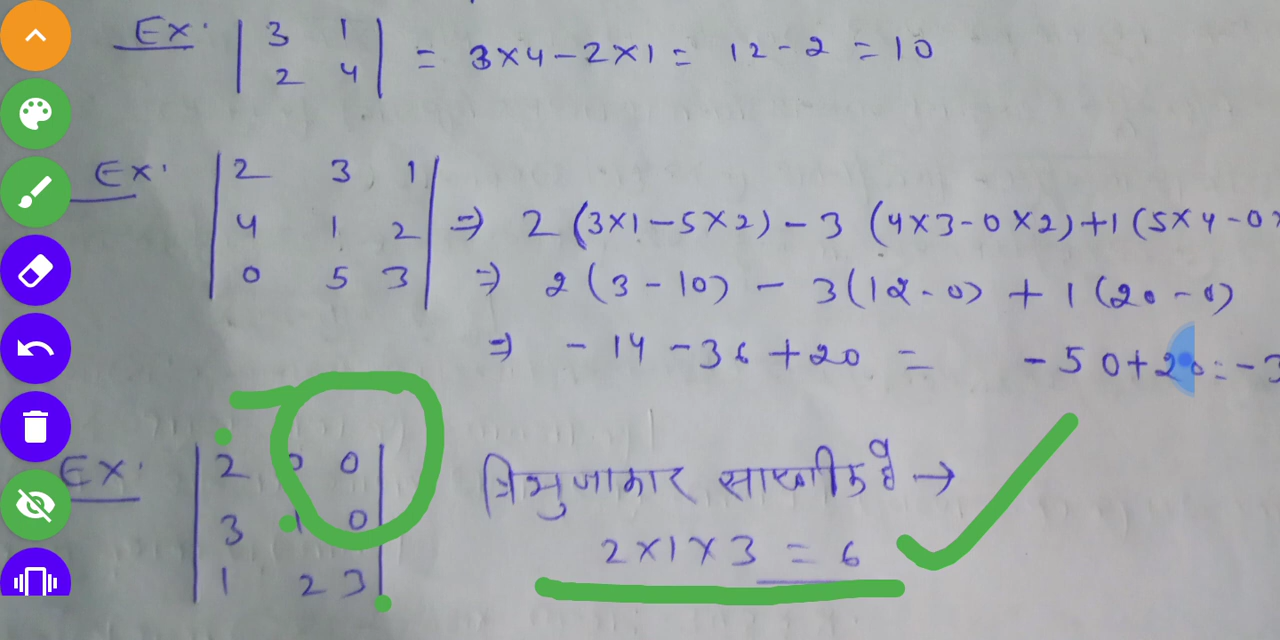 Ex. | 3 1 | = 3×4-2×1 = 12-2 = 10
| 2 4 |
Ex. | 2 3 1 |
| 4 1 2 | ⇒ 2 (3×1-5×2) - 3 (4×3-0×2)+1(5×4-0×
| 0 5 3 | ⇒ 2(3-10) - 3(12-0) + 1(20-0)
⇒ -14-36+20 = -50+20=-3
Ex. | 2 0 0 | त्रिभुजाकार सारणीक है →
| 3 1 0 |
2×1×3 = 6
| 1 2 3 |